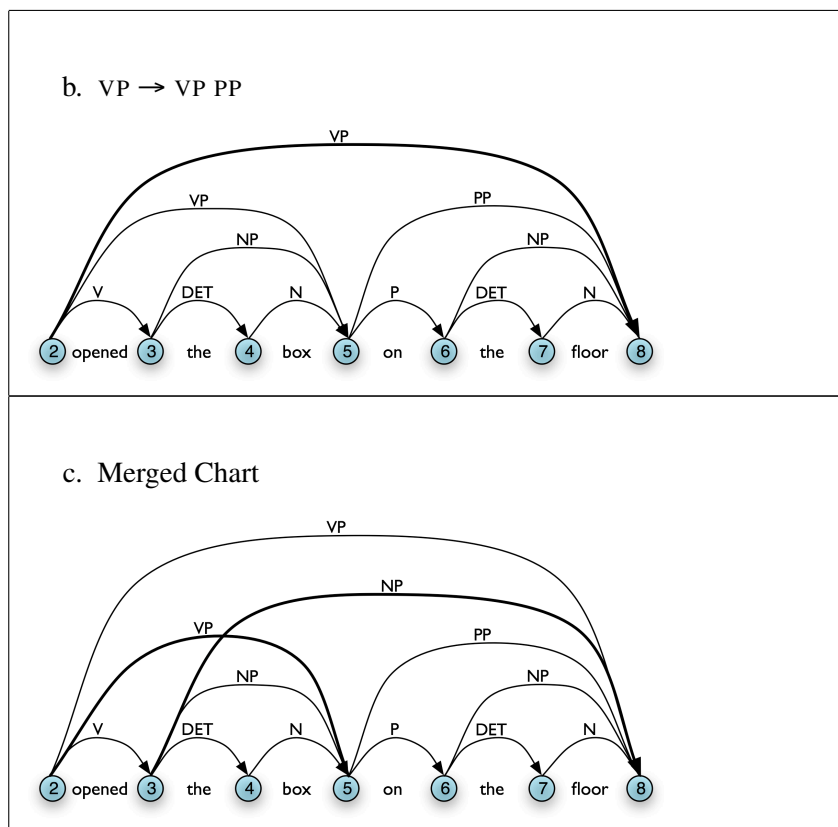 b. VP → VP PP
VP
VP PP
NP NP
V DET N P DET N
2 opened 3 the 4 box 5 on 6 the 7 floor 8
c. Merged Chart
VP
NP
VP PP
NP NP
V DET N P DET N
2 opened 3 the 4 box 5 on 6 the 7 floor 8